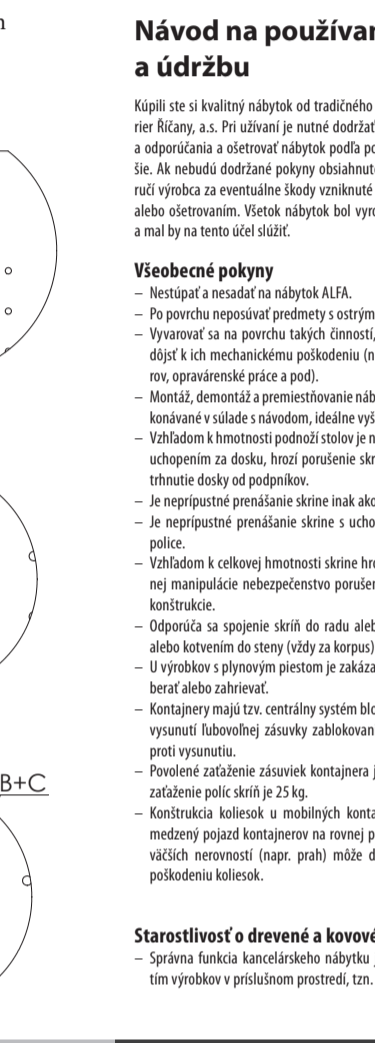 Návod na používan
a údržbu
Kúpili ste si kvalitný nábytok od tradičného
rier Říčany, a.s. Pri užívaní je nutné dodržať
a odporúčania a ošetrovať nábytok podľa po
šie. Ak nebudú dodržané pokyny obsiahnut
ručí výrobca za eventuálne škody vzniknuté
alebo ošetrovaním. Všetok nábytok bol vyro
a mal by na tento účel slúžiť.
Všeobecné pokyny
– Nestúpať a nesadať na nábytok ALFA.
– Po povrchu neposúvať predmety s ostrým
– Vyvarovať sa na povrchu takých činností,
dôjsť k ich mechanickému poškodeniu (n
rov, opravárenské práce a pod).
– Montáž, demontáž a premiestňovanie náb
konávané v súlade s návodom, ideálne vyš
– Vzhľadom k hmotnosti podnoží stolov je n
uchopením za dosku, hrozí porušenie skr
trhnutie dosky od podpníkov.
– Je neprípustné prenášanie skrine inak ako
– Je neprípustné prenášanie skrine s ucho
police.
– Vzhľadom k celkovej hmotnosti skrine hro
nej manipulácie nebezpečenstvo porušen
konštrukcie.
– Odporúča sa spojenie skríň do radu aleb
alebo kotvením do steny (vždy za korpus)
– U výrobkov s plynovým piestom je zakáza
berať alebo zahrievať.
– Kontajnery majú tzv. centrálny systém blo
vysunutí ľubovoľnej zásuvky zablokovan
proti vysunutiu.
– Povolené zaťaženie zásuviek kontajnera j
zaťaženie políc skríň je 25 kg.
– Konštrukcia koliesok u mobilných konta
medzený pojazd kontajnerov na rovnej p
väčších nerovností (napr. prah) môže d
poškodeniu koliesok.
B+C
Starostlivosť o drevené a kovové
– Správna funkcia kancelárskeho nábytku j
tím výrobkov v príslušnom prostredí, tzn.